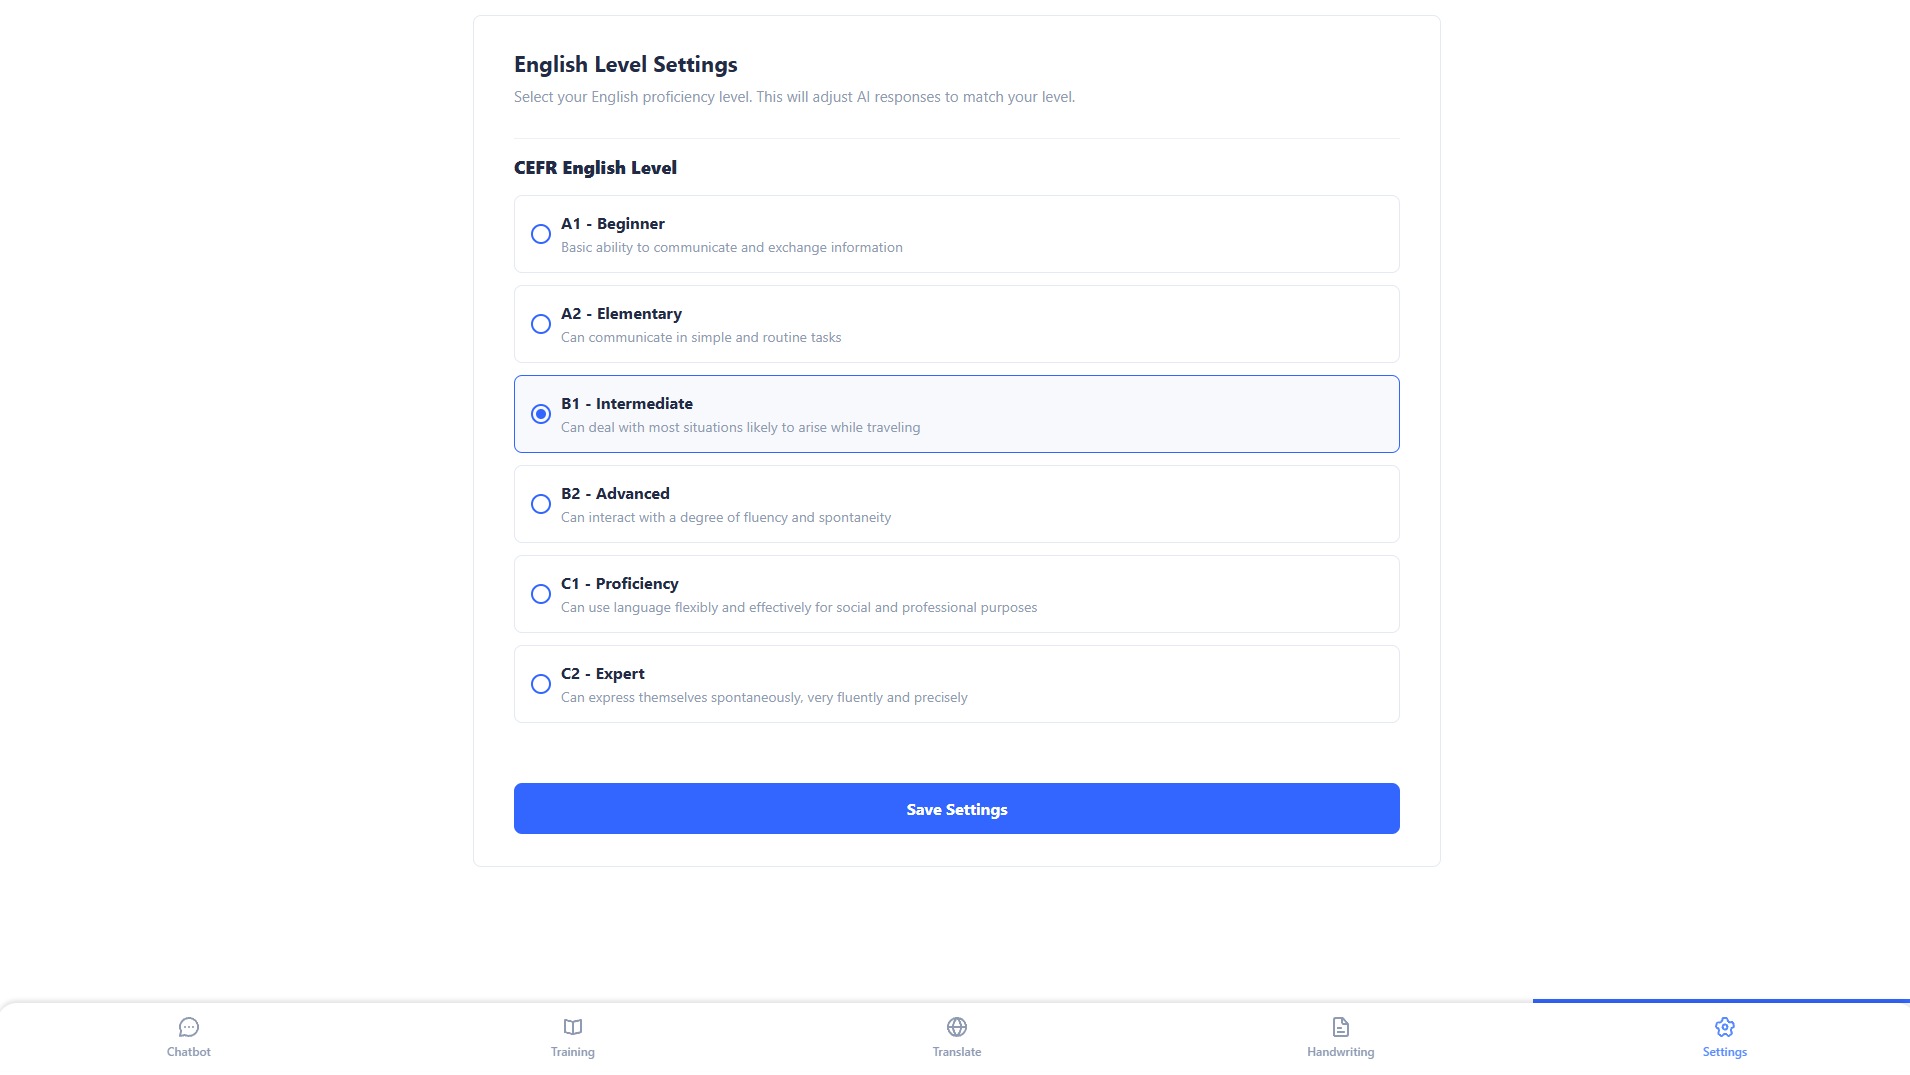 English Level Settings
Select your English proficiency level. This will adjust AI responses to match your level.
CEFR English Level
A1 - Beginner
Basic ability to communicate and exchange information
A2 - Elementary
Can communicate in simple and routine tasks
B1 - Intermediate
Can deal with most situations likely to arise while traveling
B2 - Advanced
Can interact with a degree of fluency and spontaneity
C1 - Proficiency
Can use language flexibly and effectively for social and professional purposes
C2 - Expert
Can express themselves spontaneously, very fluently and precisely
Save Settings
Chatbot
Training
Translate
Handwriting
Settings